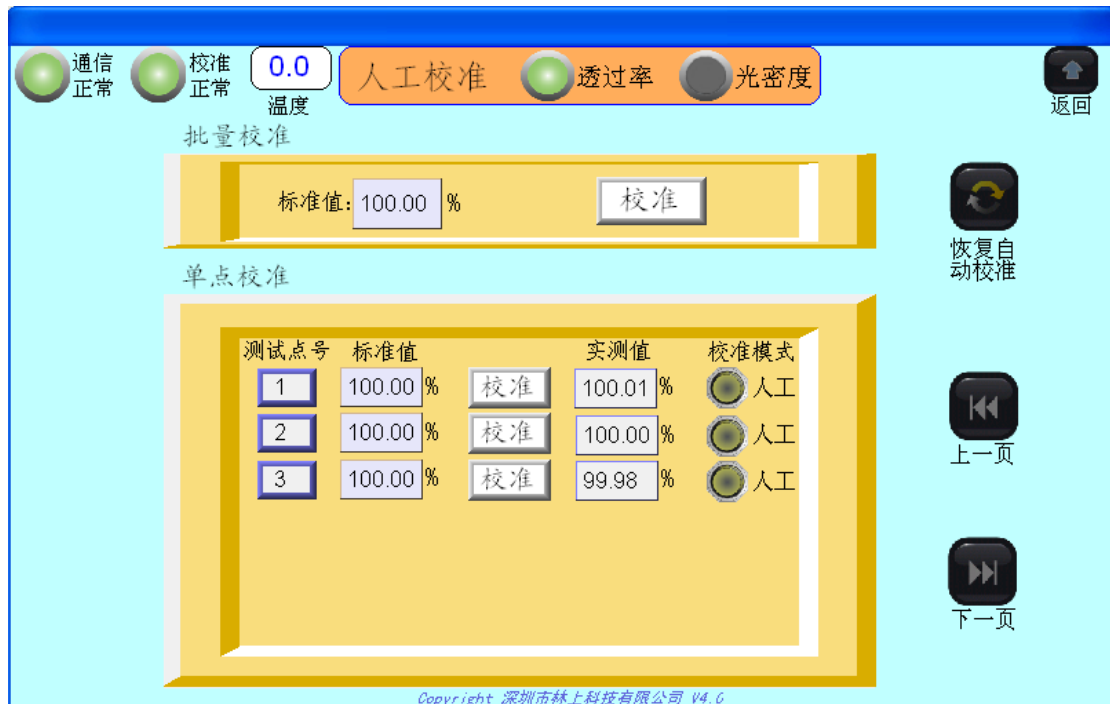 通信
正常
校准
正常
0.0
温度
人工校准
透过率
光密度
返回
批量校准
标准值: 100.00 %
校准
恢复自
动校准
单点校准
测试点号 标准值 实测值 校准模式
1 100.00 % 校准 100.01 % 人工
2 100.00 % 校准 100.00 % 人工
3 100.00 % 校准 99.98 % 人工
上一页
下一页
Copyright 深圳市林上科技有限公司